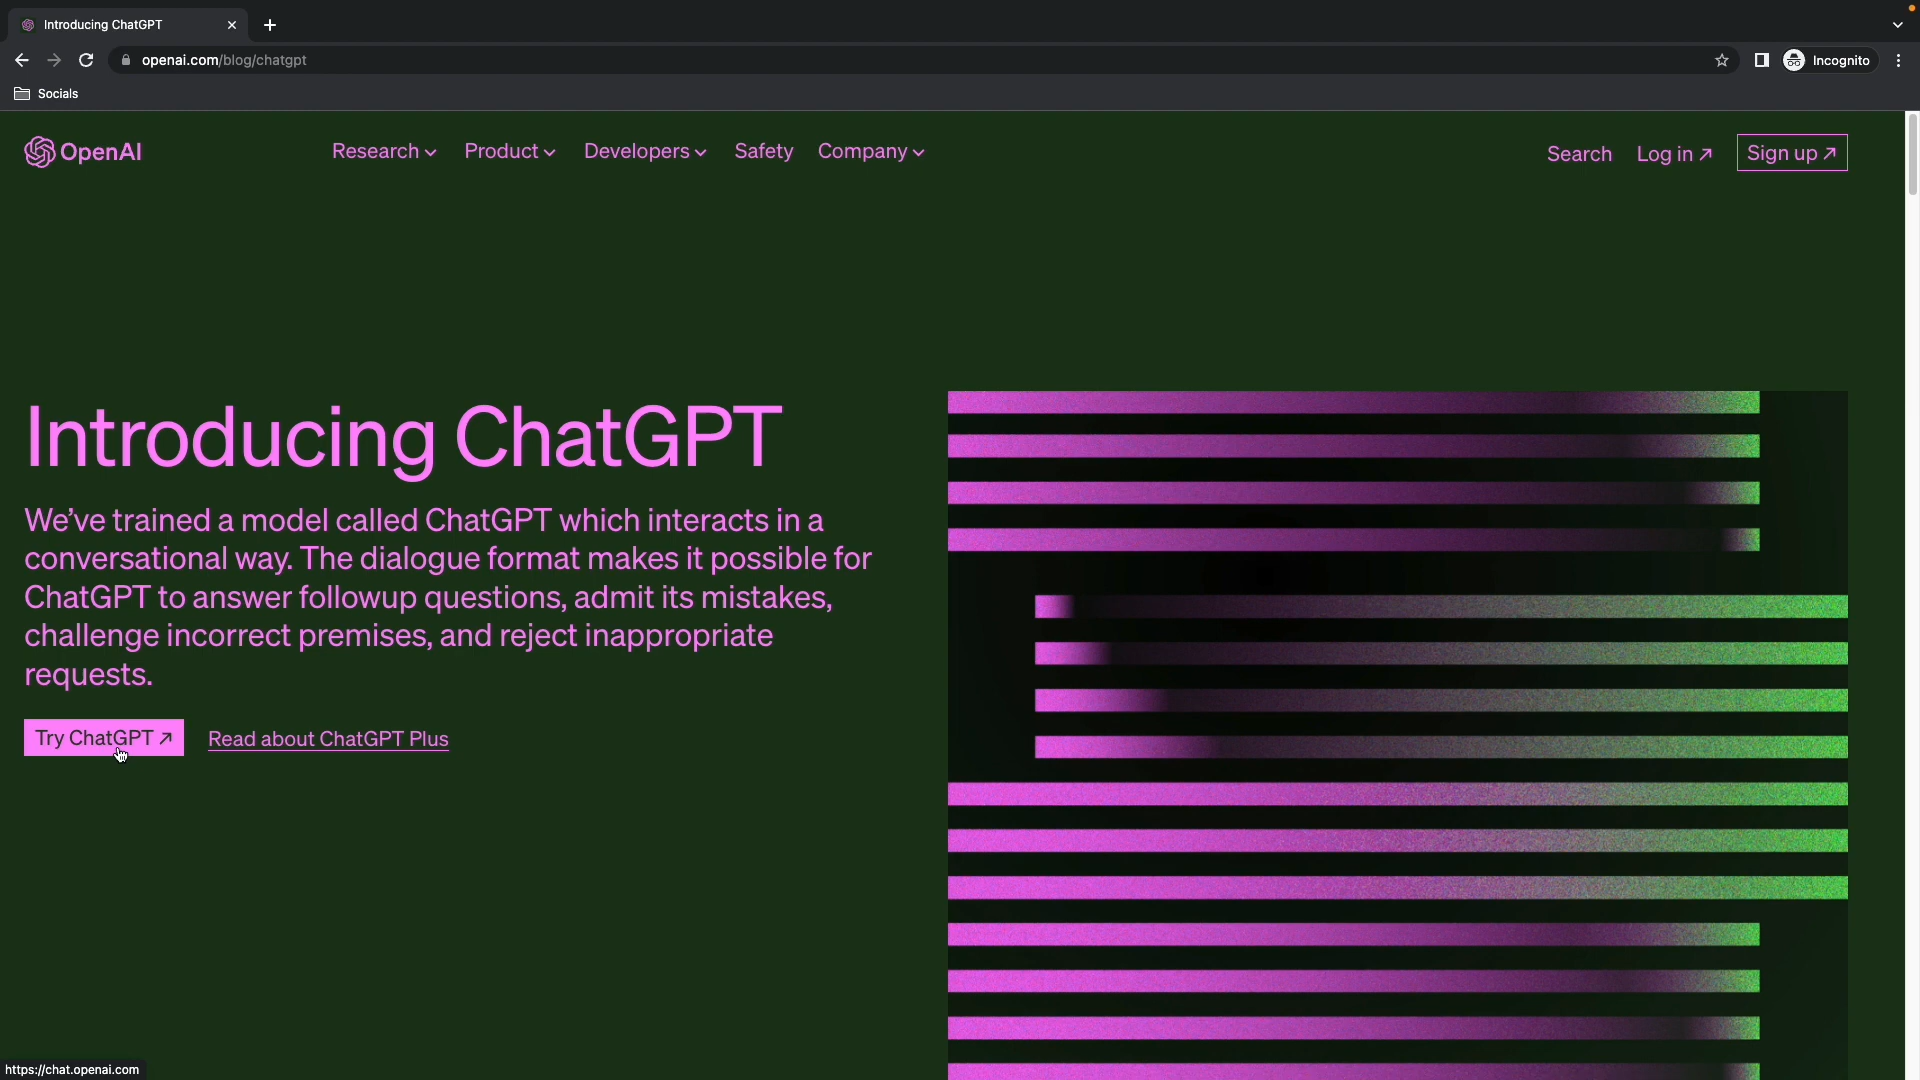 Introducing ChatGPT
openai.com/blog/chatgpt
Incognito
Socials
OpenAI
Research
Product
Developers
Safety
Company
Search
Log in ↗
Sign up ↗
Introducing ChatGPT
We’ve trained a model called ChatGPT which interacts in a
conversational way. The dialogue format makes it possible for
ChatGPT to answer followup questions, admit its mistakes,
challenge incorrect premises, and reject inappropriate
requests.
Try ChatGPT ↗
Read about ChatGPT Plus
https://chat.openai.com